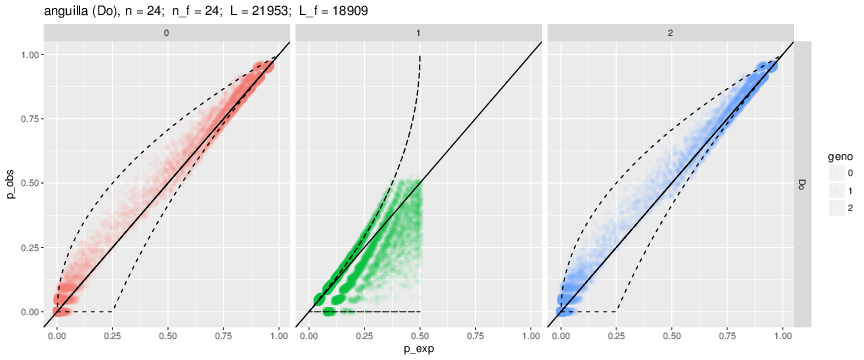 anguilla (Do), n = 24; n_f = 24; L = 21953; L_f = 18909
0 1 2
1.00
0.75
0.50
0.25
0.00
p_obs
Do
0.00 0.25 0.50 0.75 1.00 0.00 0.25 0.50 0.75 1.00 0.00 0.25 0.50 0.75 1.00
p_exp
geno
0
1
2